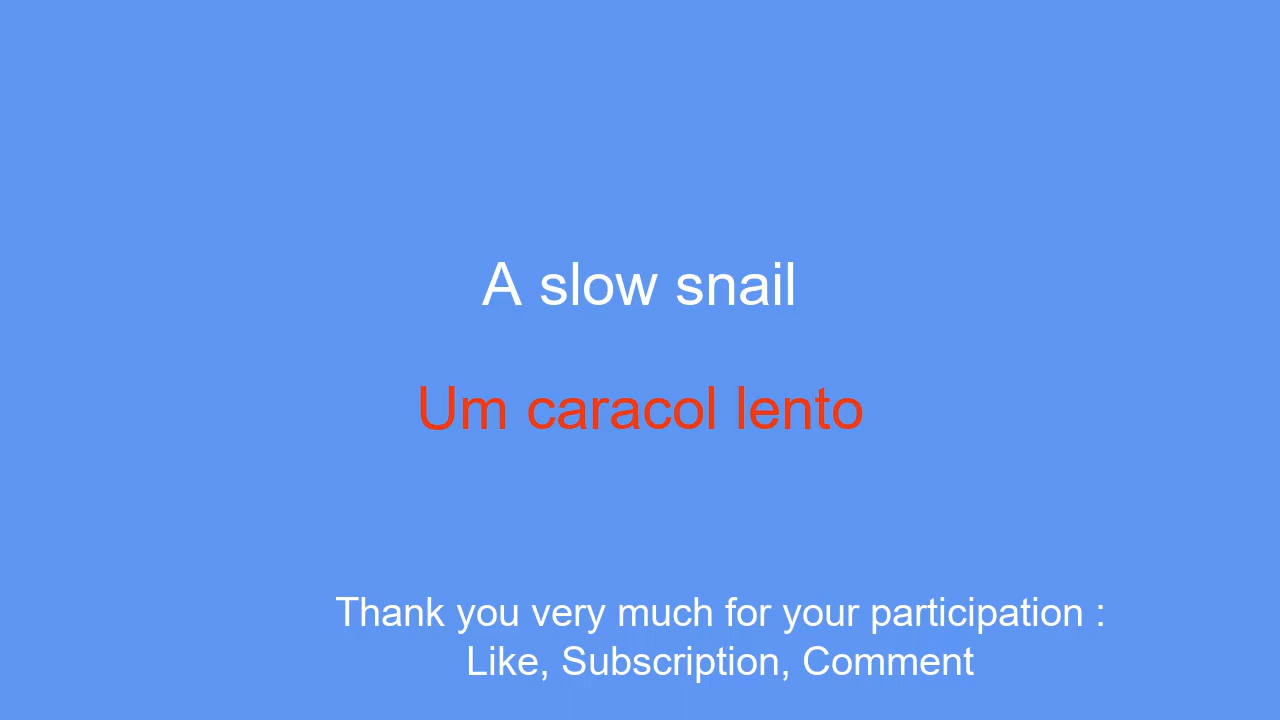 A slow snail
Um caracol lento
Thank you very much for your participation :
Like, Subscription, Comment